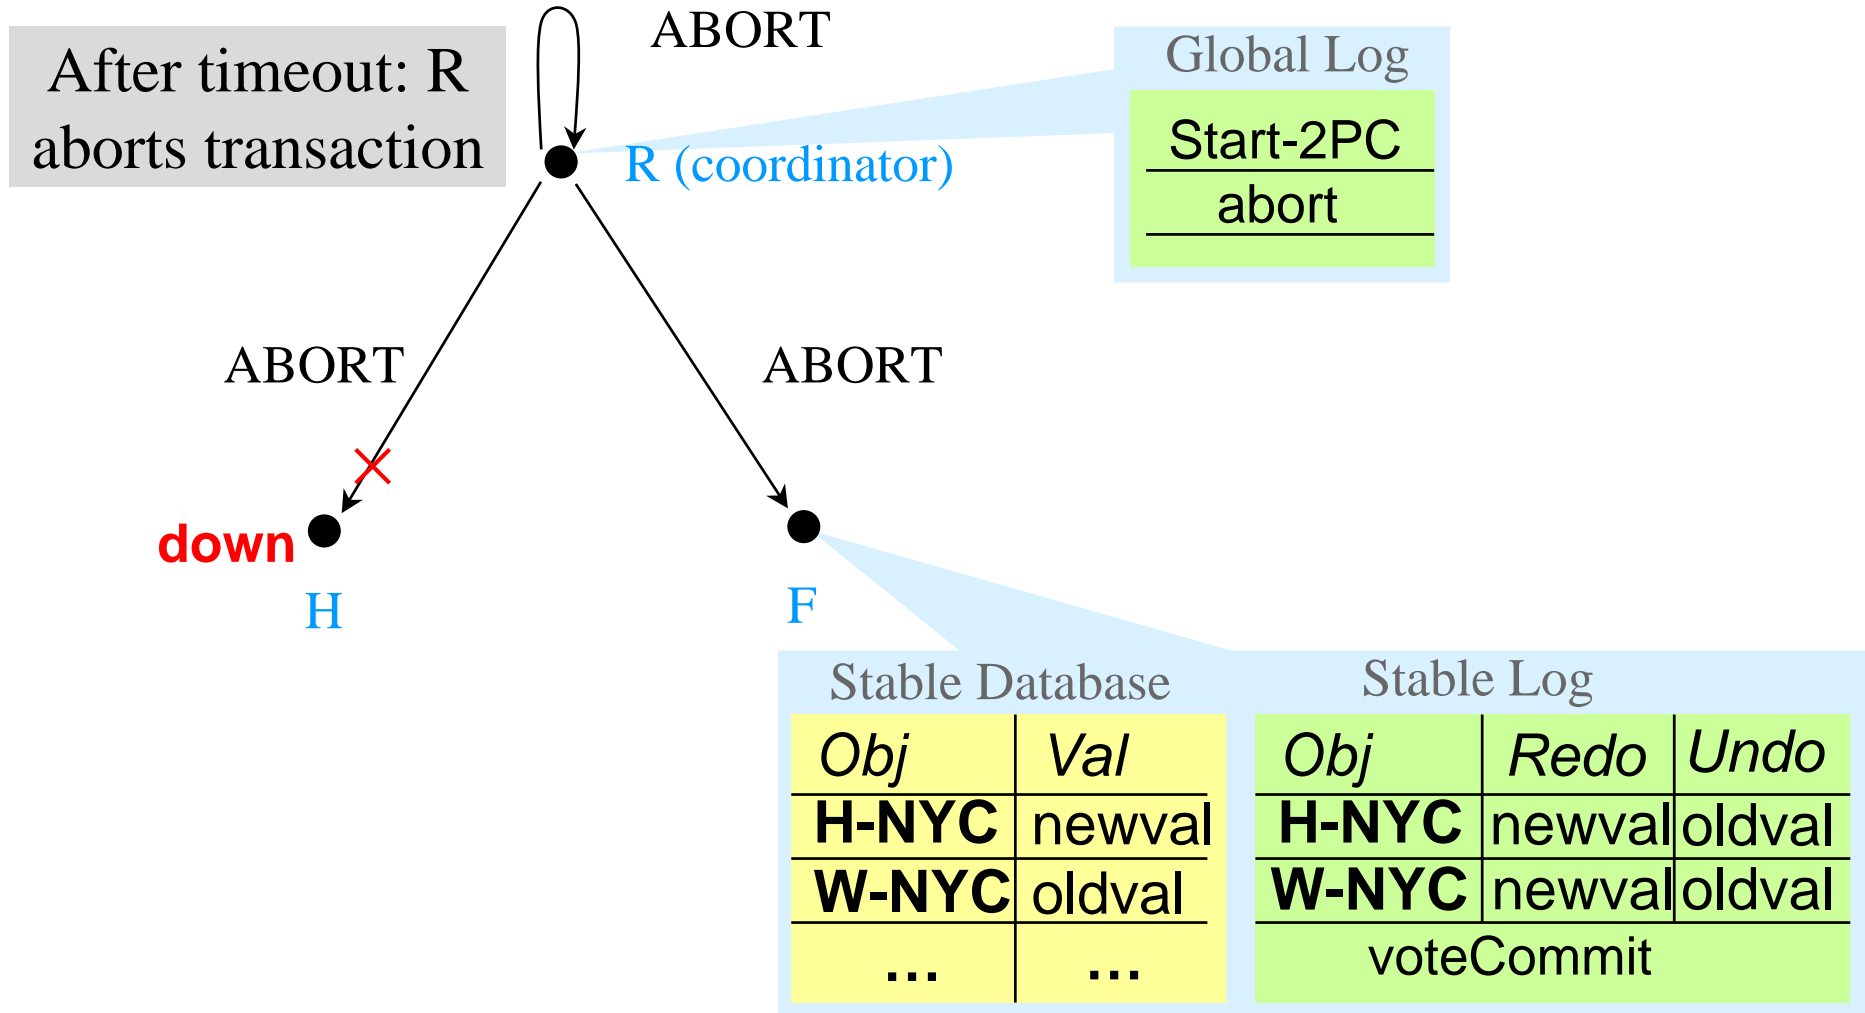 After timeout: R
aborts transaction
ABORT
R (coordinator)
Global Log
Start-2PC
abort
ABORT
ABORT
down
H
F
Stable Database
Obj Val
H-NYC newval
W-NYC oldval
... ...
Stable Log
Obj Redo Undo
H-NYC newval oldval
W-NYC newval oldval
voteCommit